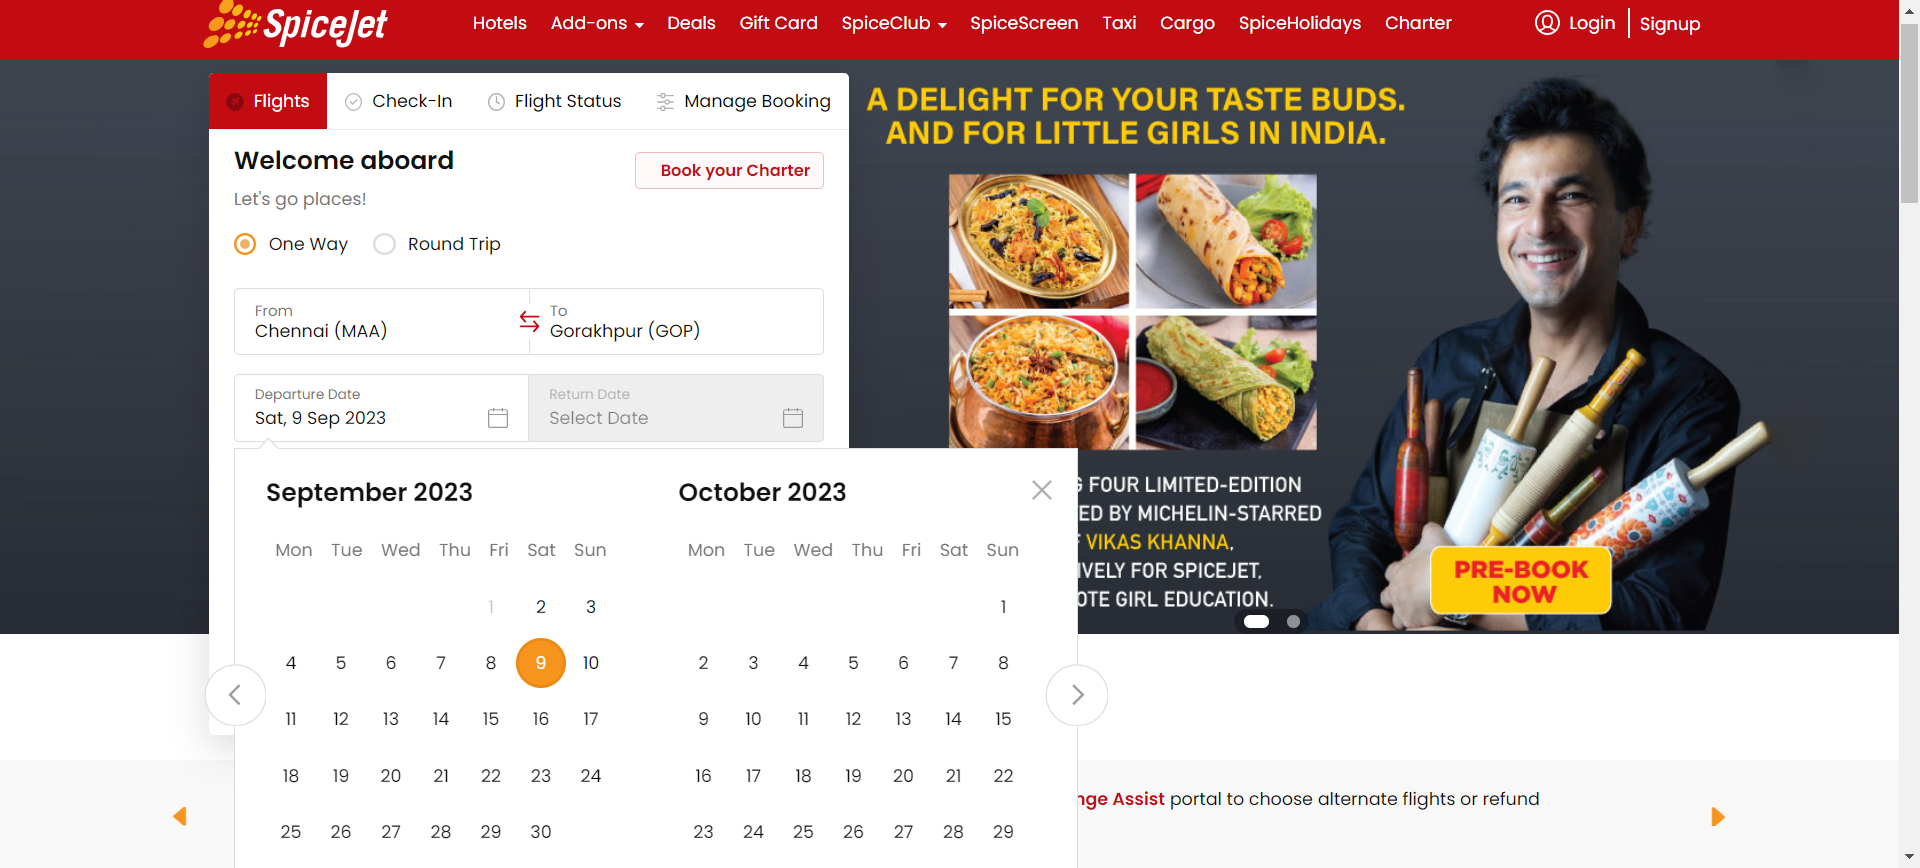 SpiceJet
Hotels Add-ons Deals Gift Card SpiceClub SpiceScreen Taxi Cargo SpiceHolidays Charter Login Signup
Flights Check-In Flight Status Manage Booking
Welcome aboard
Book your Charter
Let's go places!
One Way Round Trip
From
Chennai (MAA)
To
Gorakhpur (GOP)
Departure Date
Sat, 9 Sep 2023
Return Date
Select Date
September 2023
Mon Tue Wed Thu Fri Sat Sun
1 2 3
4 5 6 7 8 9 10
11 12 13 14 15 16 17
18 19 20 21 22 23 24
25 26 27 28 29 30
October 2023
Mon Tue Wed Thu Fri Sat Sun
1
2 3 4 5 6 7 8
9 10 11 12 13 14 15
16 17 18 19 20 21 22
23 24 25 26 27 28 29
A DELIGHT FOR YOUR TASTE BUDS.
AND FOR LITTLE GIRLS IN INDIA.
FOUR LIMITED-EDITION
ED BY MICHELIN-STARRED
VIKAS KHANNA,
IVELY FOR SPICEJET,
OTE GIRL EDUCATION.
PRE-BOOK
NOW
nge Assist portal to choose alternate flights or refund